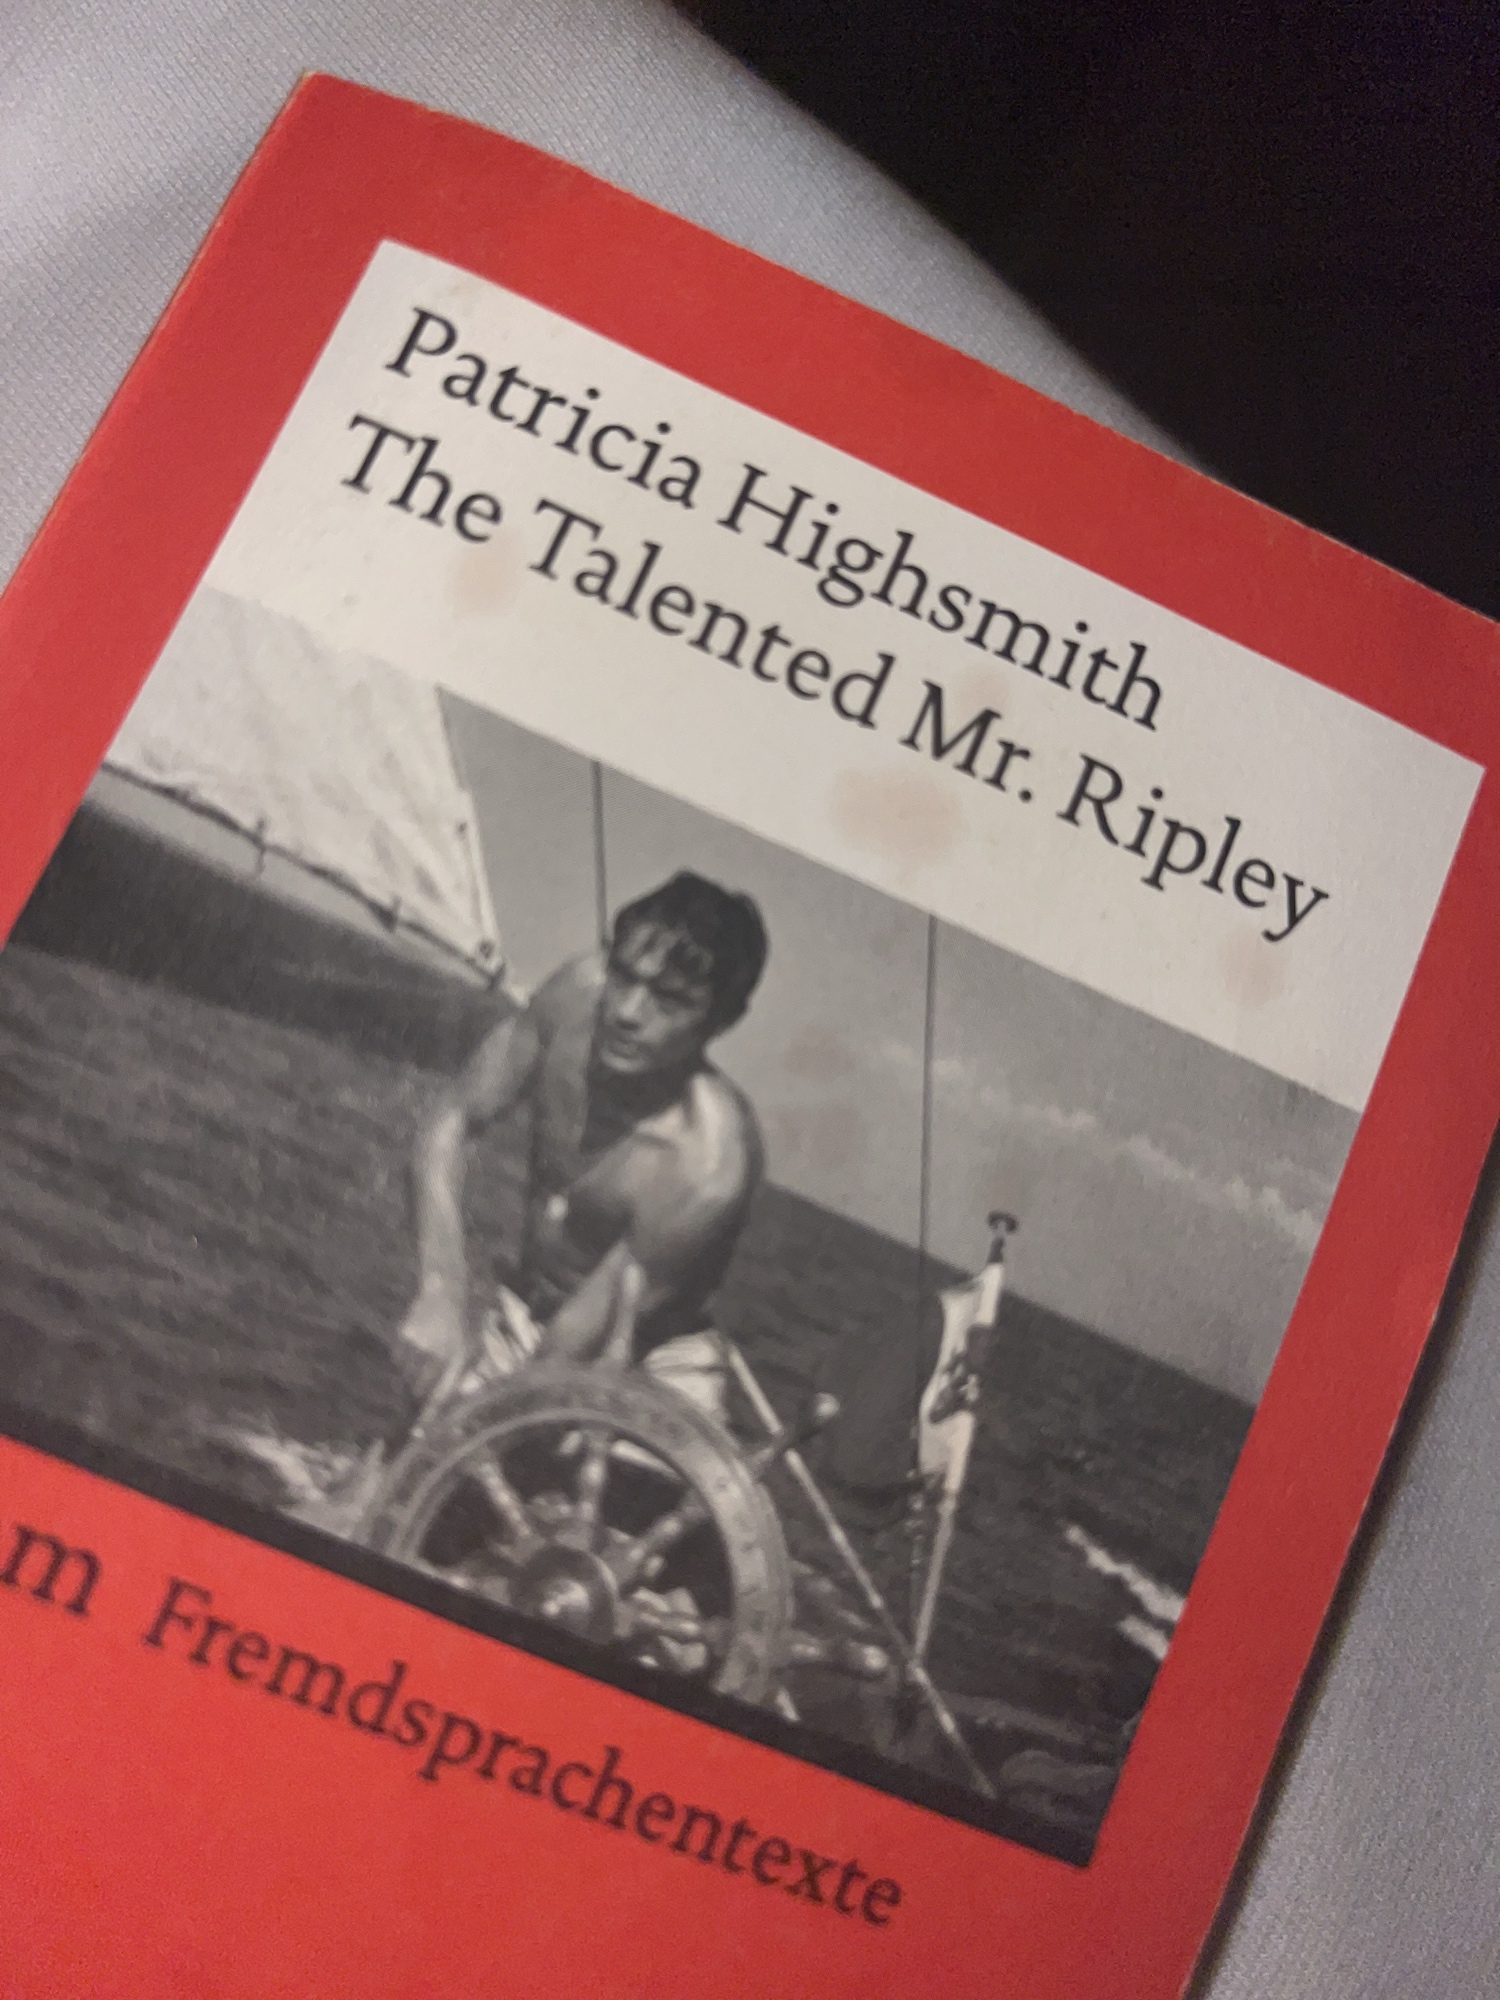 Patricia Highsmith
The Talented Mr. Ripley
Fremdsprachentexte